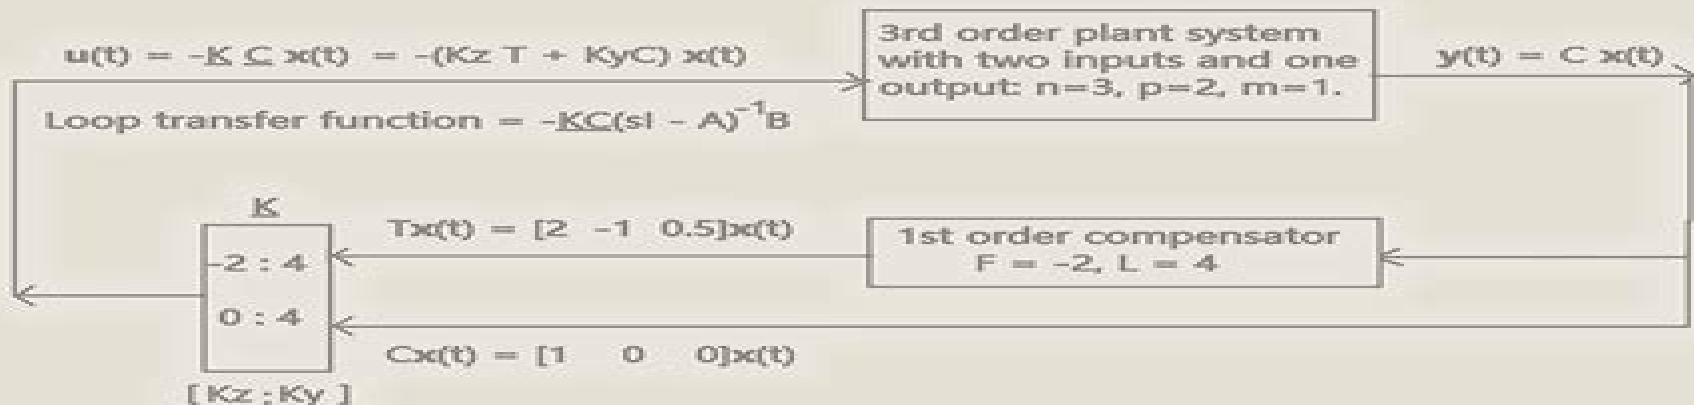 u(t) = -K C x(t) = -(Kz T + KyC) x(t)
Loop transfer function = -KC(sI - A)⁻¹B
3rd order plant system
with two inputs and one
output: n=3, p=2, m=1.
y(t) = C x(t)
K
-2 : 4
0 : 4
[ Kz : Ky ]
Tx(t) = [2 -1 0.5]x(t)
1st order compensator
F = -2, L = 4
Cx(t) = [1 0 0]x(t)